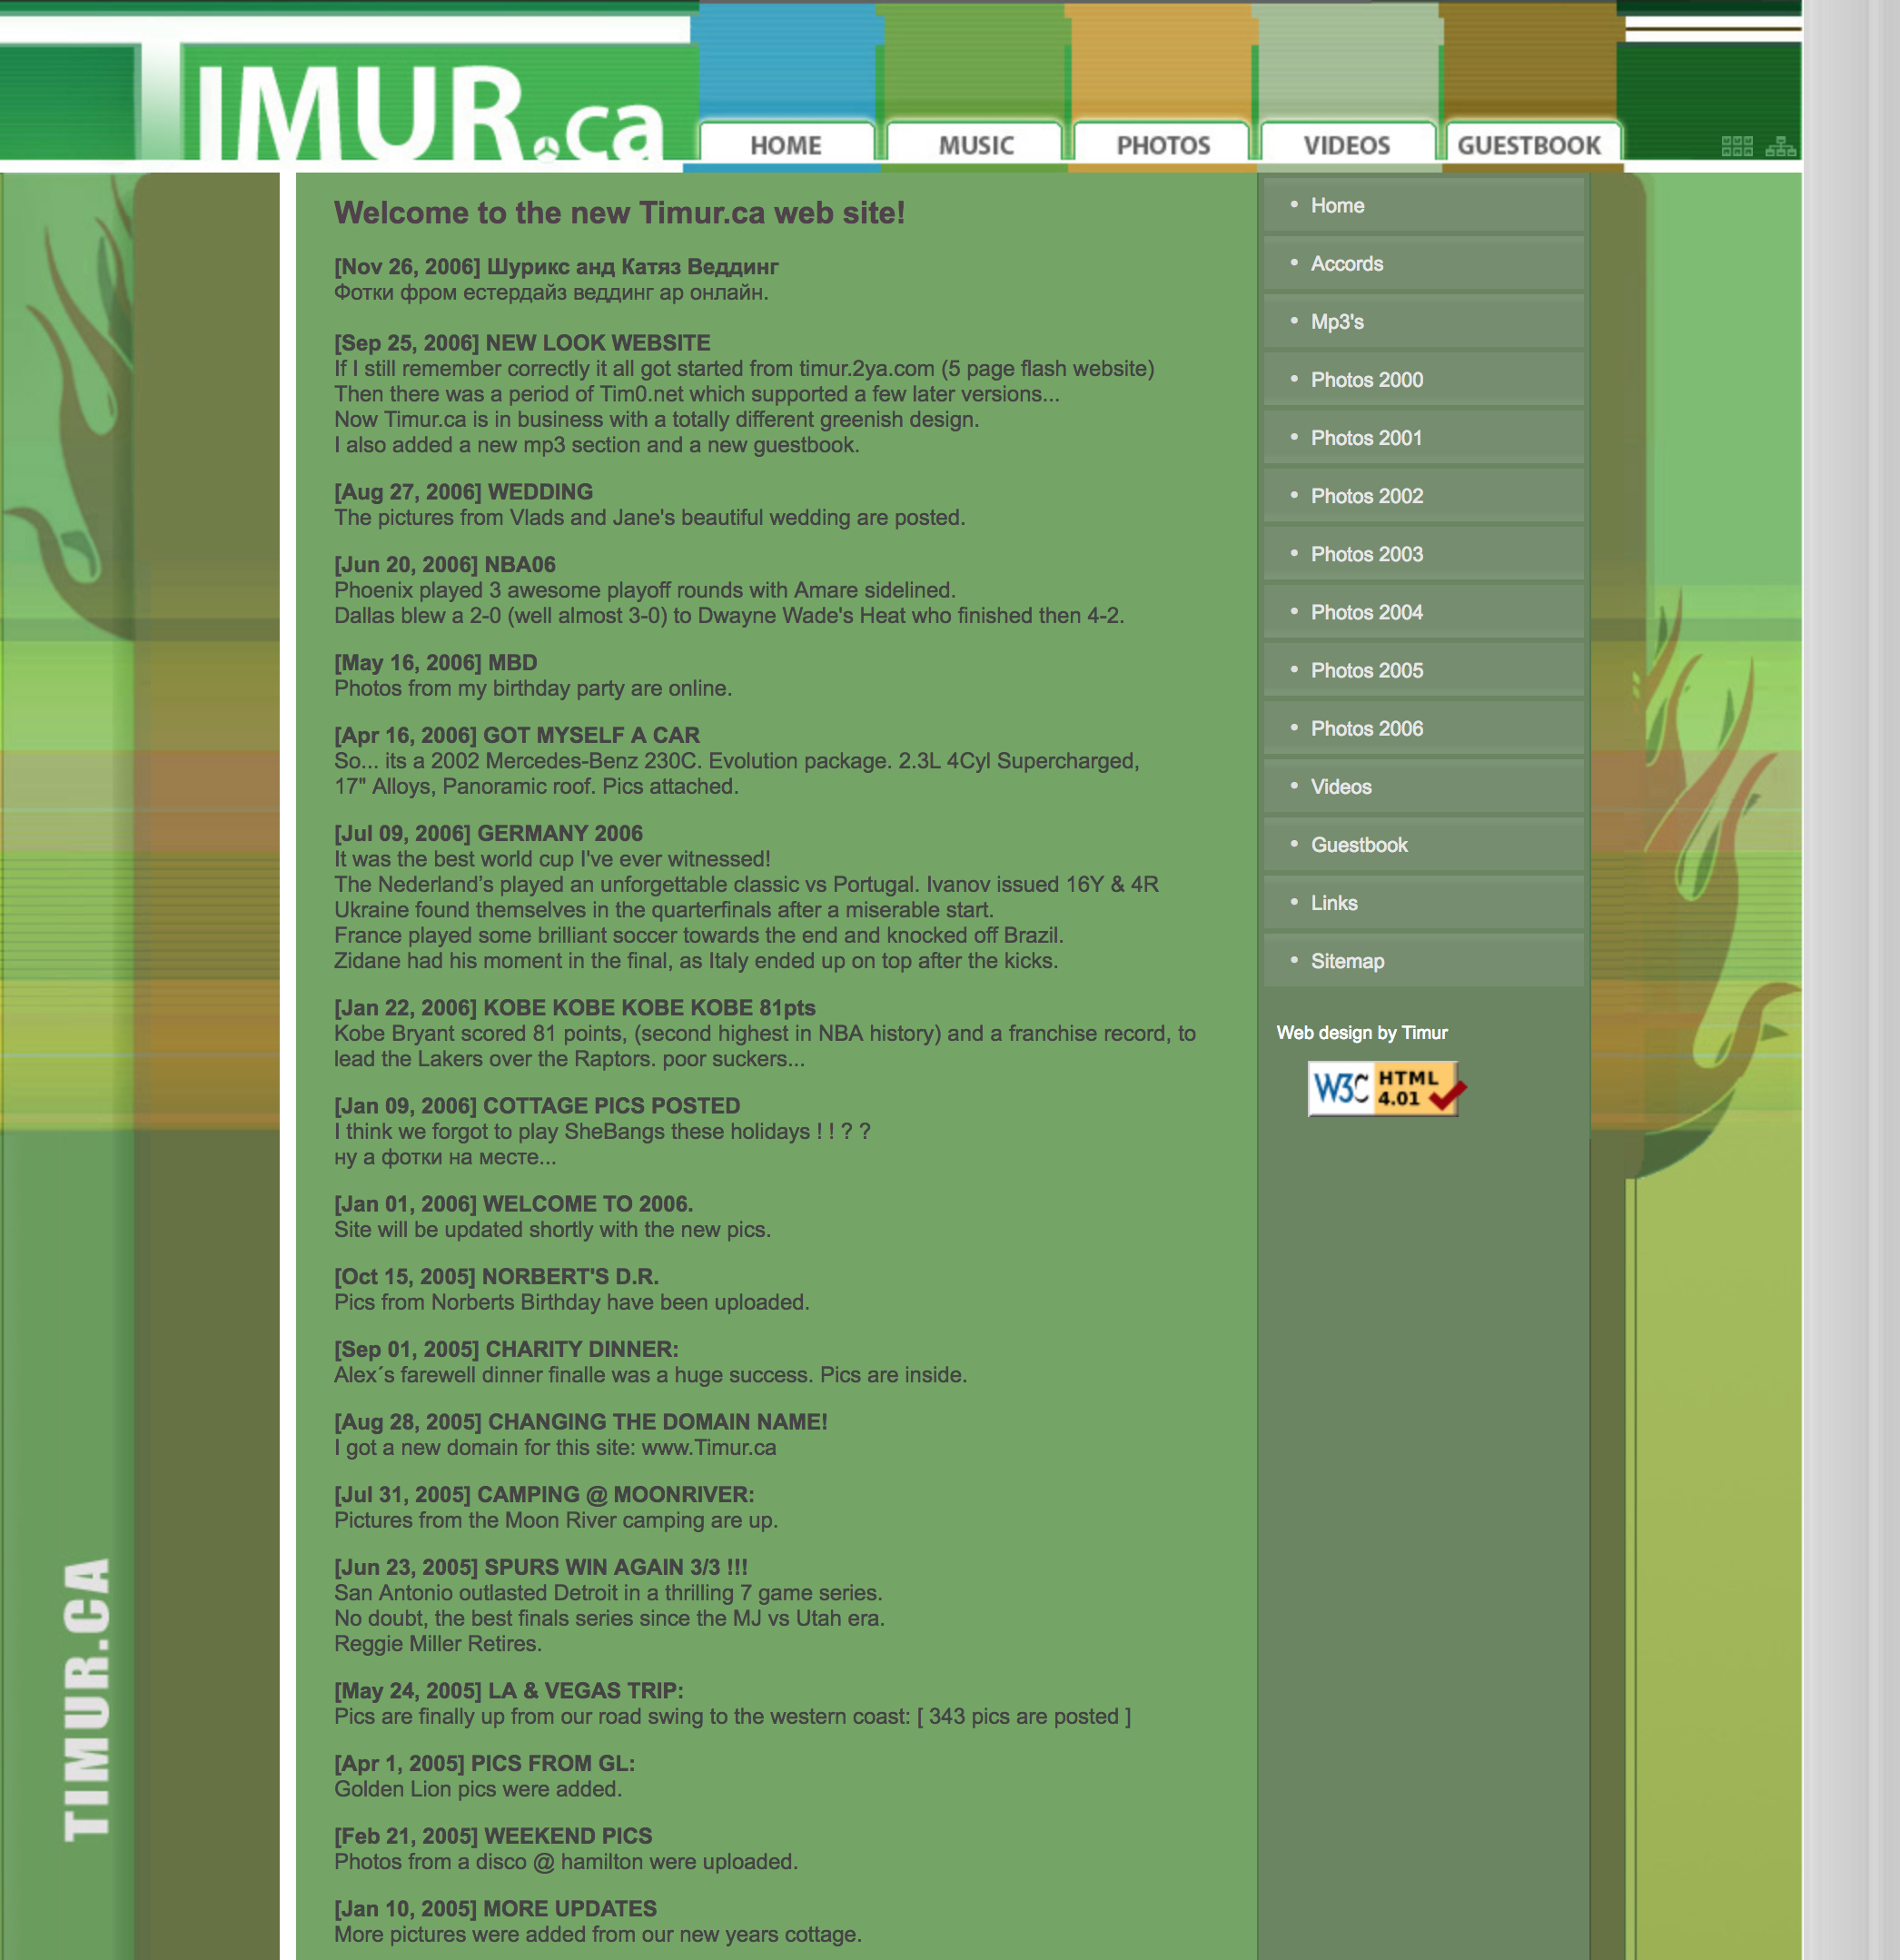 TIMUR.ca
HOME
MUSIC
PHOTOS
VIDEOS
GUESTBOOK
Welcome to the new Timur.ca web site!
[Nov 26, 2006] Шурикс анд Катяз Веддинг
Фотки фром естердайз веддинг ар онлайн.
[Sep 25, 2006] NEW LOOK WEBSITE
If I still remember correctly it all got started from timur.2ya.com (5 page flash website)
Then there was a period of Tim0.net which supported a few later versions...
Now Timur.ca is in business with a totally different greenish design.
I also added a new mp3 section and a new guestbook.
[Aug 27, 2006] WEDDING
The pictures from Vlads and Jane's beautiful wedding are posted.
[Jun 20, 2006] NBA06
Phoenix played 3 awesome playoff rounds with Amare sidelined.
Dallas blew a 2-0 (well almost 3-0) to Dwayne Wade's Heat who finished then 4-2.
[May 16, 2006] MBD
Photos from my birthday party are online.
[Apr 16, 2006] GOT MYSELF A CAR
So... its a 2002 Mercedes-Benz 230C. Evolution package. 2.3L 4Cyl Supercharged,
17" Alloys, Panoramic roof. Pics attached.
[Jul 09, 2006] GERMANY 2006
It was the best world cup I've ever witnessed!
The Nederland’s played an unforgettable classic vs Portugal. Ivanov issued 16Y & 4R
Ukraine found themselves in the quarterfinals after a miserable start.
France played some brilliant soccer towards the end and knocked off Brazil.
Zidane had his moment in the final, as Italy ended up on top after the kicks.
[Jan 22, 2006] KOBE KOBE KOBE KOBE 81pts
Kobe Bryant scored 81 points, (second highest in NBA history) and a franchise record, to
lead the Lakers over the Raptors. poor suckers...
[Jan 09, 2006] COTTAGE PICS POSTED
I think we forgot to play SheBangs these holidays ! ! ? ?
ну а фотки на месте...
[Jan 01, 2006] WELCOME TO 2006.
Site will be updated shortly with the new pics.
[Oct 15, 2005] NORBERT'S D.R.
Pics from Norberts Birthday have been uploaded.
[Sep 01, 2005] CHARITY DINNER:
Alex´s farewell dinner finalle was a huge success. Pics are inside.
[Aug 28, 2005] CHANGING THE DOMAIN NAME!
I got a new domain for this site: www.Timur.ca
[Jul 31, 2005] CAMPING @ MOONRIVER:
Pictures from the Moon River camping are up.
[Jun 23, 2005] SPURS WIN AGAIN 3/3 !!!
San Antonio outlasted Detroit in a thrilling 7 game series.
No doubt, the best finals series since the MJ vs Utah era.
Reggie Miller Retires.
[May 24, 2005] LA & VEGAS TRIP:
Pics are finally up from our road swing to the western coast: [ 343 pics are posted ]
[Apr 1, 2005] PICS FROM GL:
Golden Lion pics were added.
[Feb 21, 2005] WEEKEND PICS
Photos from a disco @ hamilton were uploaded.
[Jan 10, 2005] MORE UPDATES
More pictures were added from our new years cottage.
• Home
• Accords
• Mp3's
• Photos 2000
• Photos 2001
• Photos 2002
• Photos 2003
• Photos 2004
• Photos 2005
• Photos 2006
• Videos
• Guestbook
• Links
• Sitemap
Web design by Timur
W3C HTML
4.01
TIMUR.CA